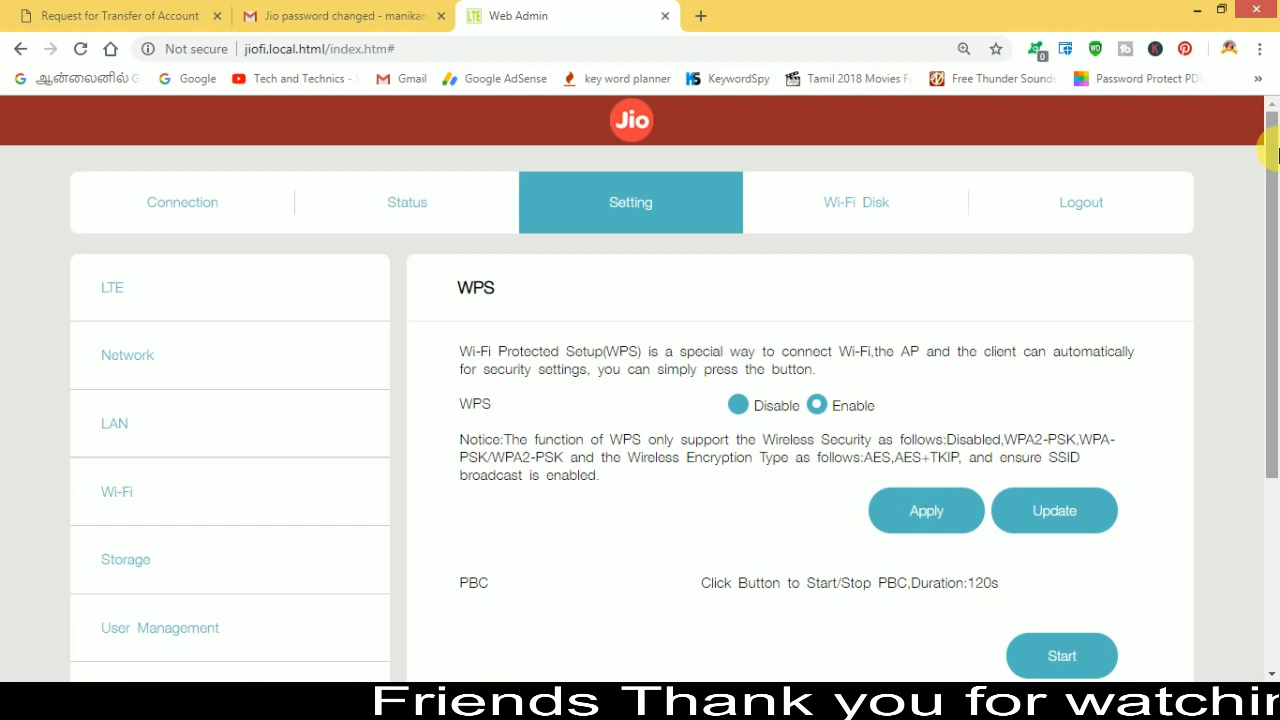 Request for Transfer of Account
Jio password changed - manikan
Web Admin
Not secure
jiofi.local.html/index.htm#
ஆன்லைனில் G
Google
Tech and Technics -
Gmail
Google AdSense
key word planner
KeywordSpy
Tamil 2018 Movies Fu
Free Thunder Sounds
Password Protect PD
»
Jio
Connection
Status
Setting
Wi-Fi Disk
Logout
LTE
Network
LAN
Wi-Fi
Storage
User Management
WPS
Wi-Fi Protected Setup(WPS) is a special way to connect Wi-Fi,the AP and the client can automatically
for security settings, you can simply press the button.
WPS
Disable
Enable
Notice:The function of WPS only support the Wireless Security as follows:Disabled,WPA2-PSK,WPA-
PSK/WPA2-PSK and the Wireless Encryption Type as follows:AES,AES+TKIP, and ensure SSID
broadcast is enabled.
Apply
Update
PBC
Click Button to Start/Stop PBC,Duration:120s
Start
Friends Thank you for watchin